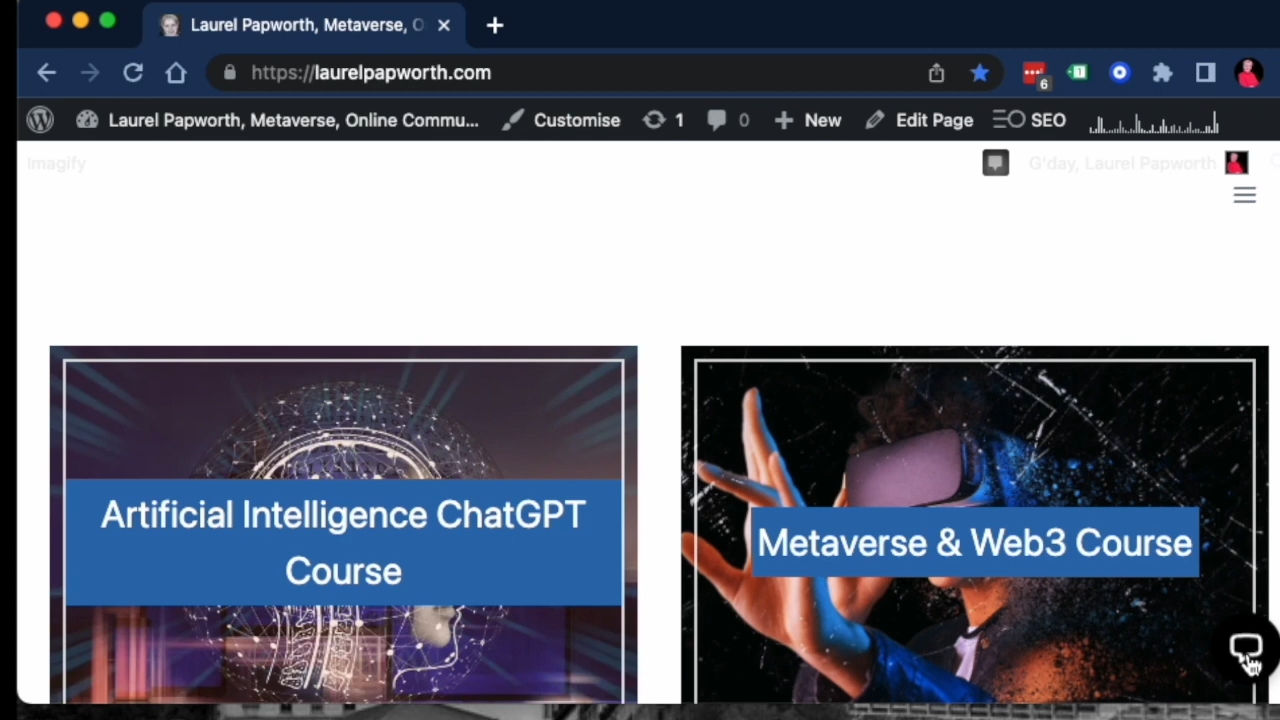 Laurel Papworth, Metaverse, O
https://laurelpapworth.com
6
1
Laurel Papworth, Metaverse, Online Commu... Customise 1 0 New Edit Page SEO
Imagify
G'day, Laurel Papworth
Artificial Intelligence ChatGPT
Course
Metaverse & Web3 Course